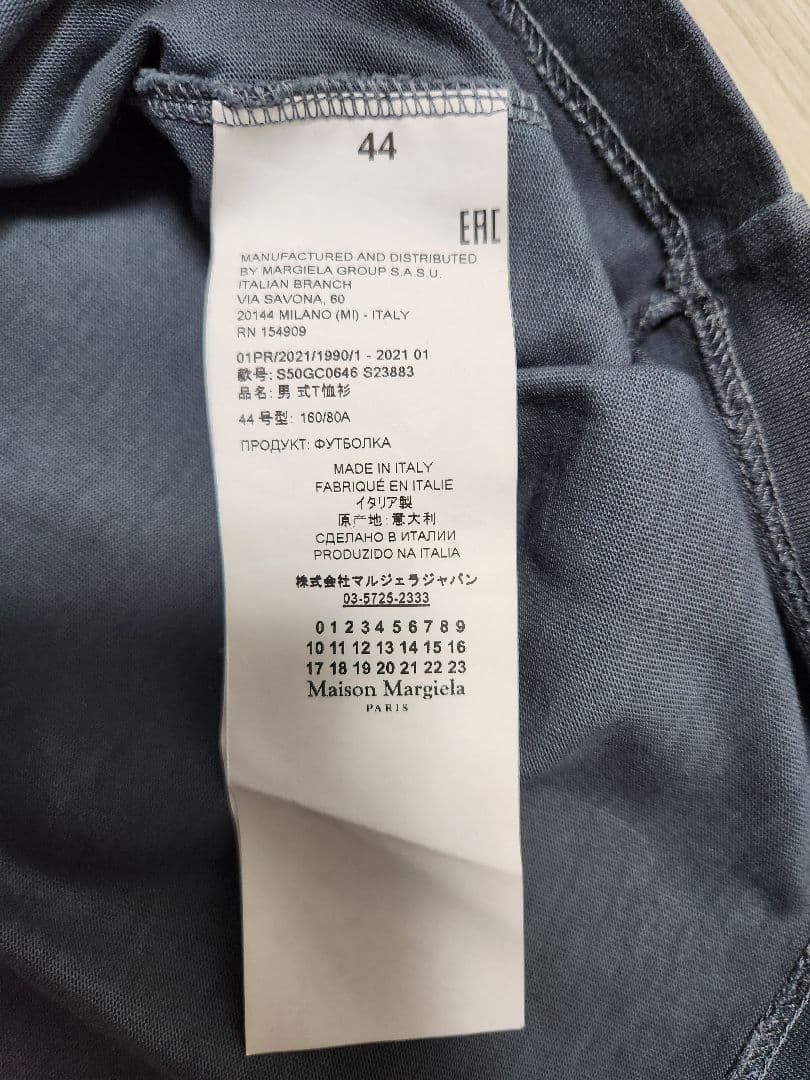 44
EAC
MANUFACTURED AND DISTRIBUTED
BY MARGIELA GROUP S.A.S.U.
ITALIAN BRANCH
VIA SAVONA, 60
20144 MILANO (MI) - ITALY
RN 154909
01PR/2021/1990/1 - 2021 01
款号: S50GC0646 S23883
品名: 男 式T恤衫
44 号型: 160/80A
ПРОДУКТ: ФУТБОЛКА
MADE IN ITALY
FABRIQUÉ EN ITALIE
イタリア製
原产地: 意大利
СДЕЛАНО В ИТАЛИИ
PRODUZIDO NA ITALIA
株式会社マルジェラジャパン
03-5725-2333
0 1 2 3 4 5 6 7 8 9
10 11 12 13 14 15 16
17 18 19 20 21 22 23
Maison Margiela
PARIS